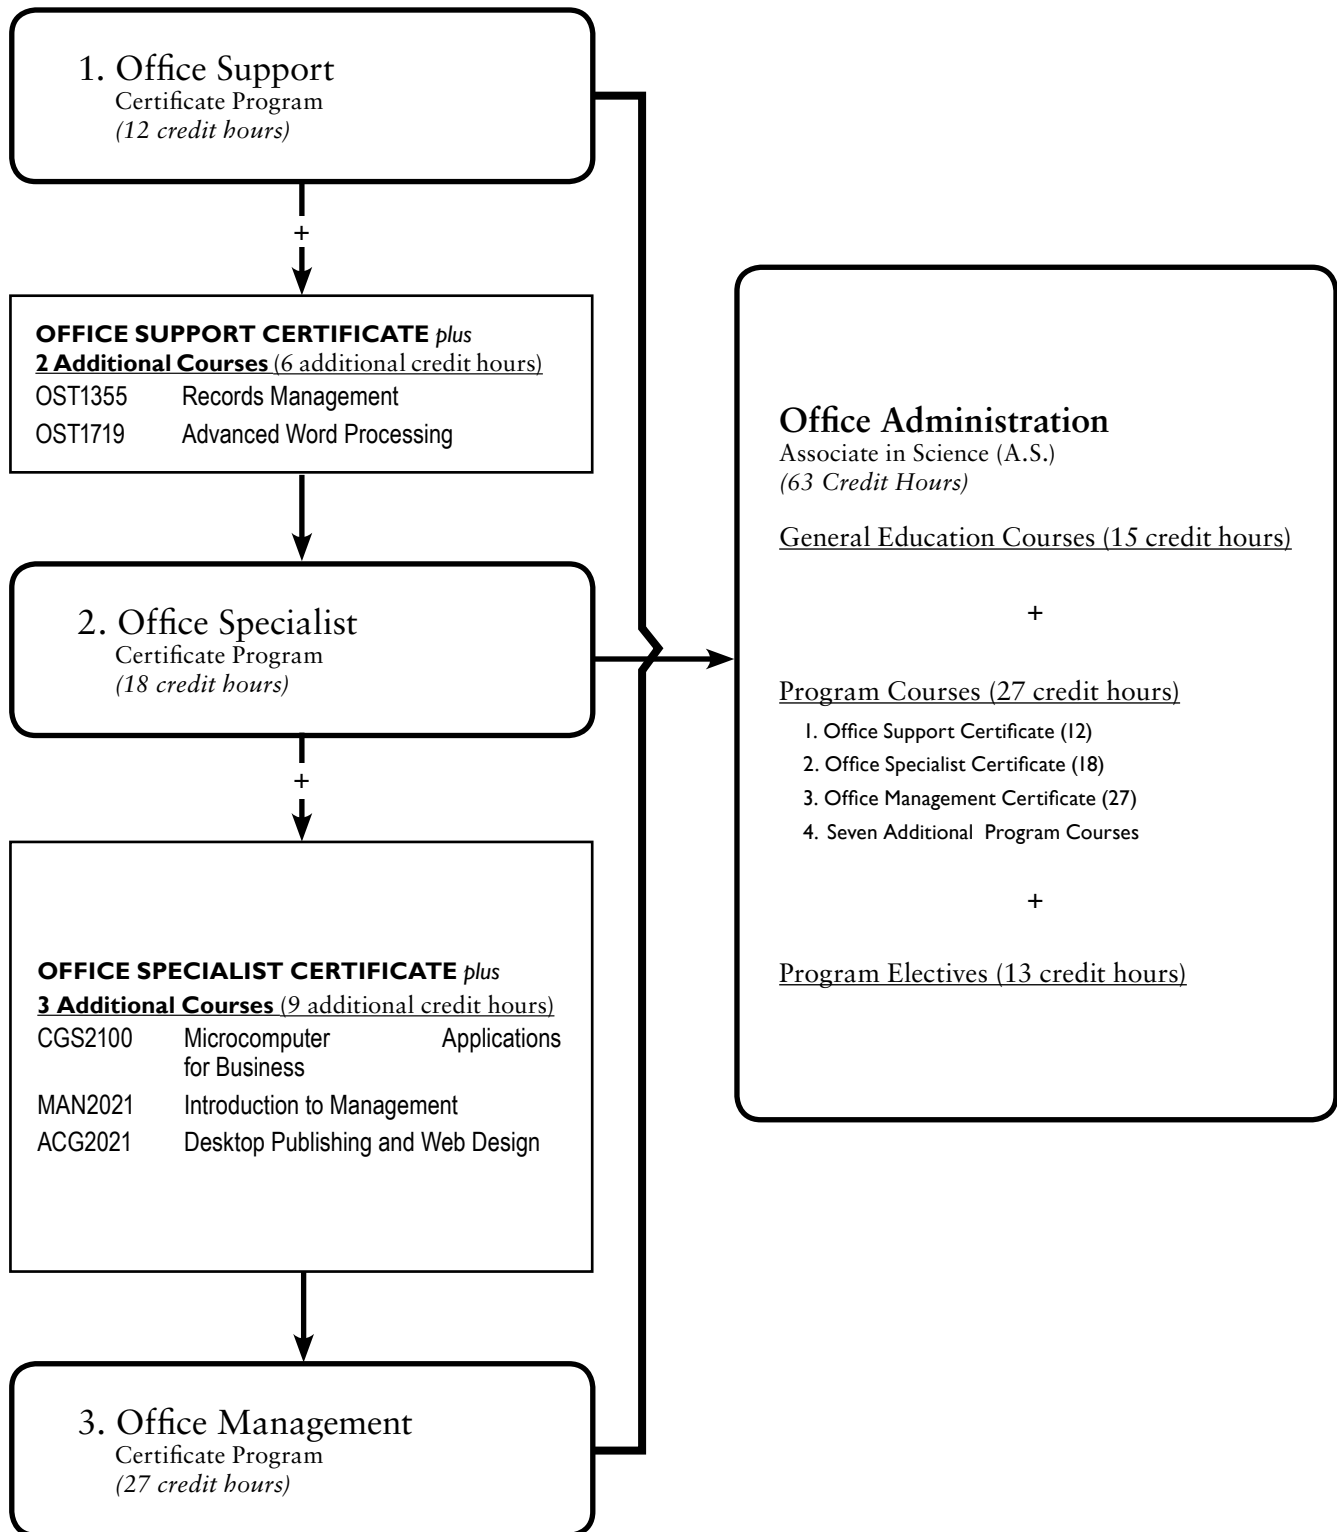 1. Office Support
Certificate Program
(12 credit hours)
+
OFFICE SUPPORT CERTIFICATE plus
2 Additional Courses (6 additional credit hours)
OST1355 Records Management
OST1719 Advanced Word Processing
2. Office Specialist
Certificate Program
(18 credit hours)
+
OFFICE SPECIALIST CERTIFICATE plus
3 Additional Courses (9 additional credit hours)
CGS2100 Microcomputer Applications
for Business
MAN2021 Introduction to Management
ACG2021 Desktop Publishing and Web Design
3. Office Management
Certificate Program
(27 credit hours)
Office Administration
Associate in Science (A.S.)
(63 Credit Hours)
General Education Courses (15 credit hours)
+
Program Courses (27 credit hours)
1. Office Support Certificate (12)
2. Office Specialist Certificate (18)
3. Office Management Certificate (27)
4. Seven Additional Program Courses
+
Program Electives (13 credit hours)